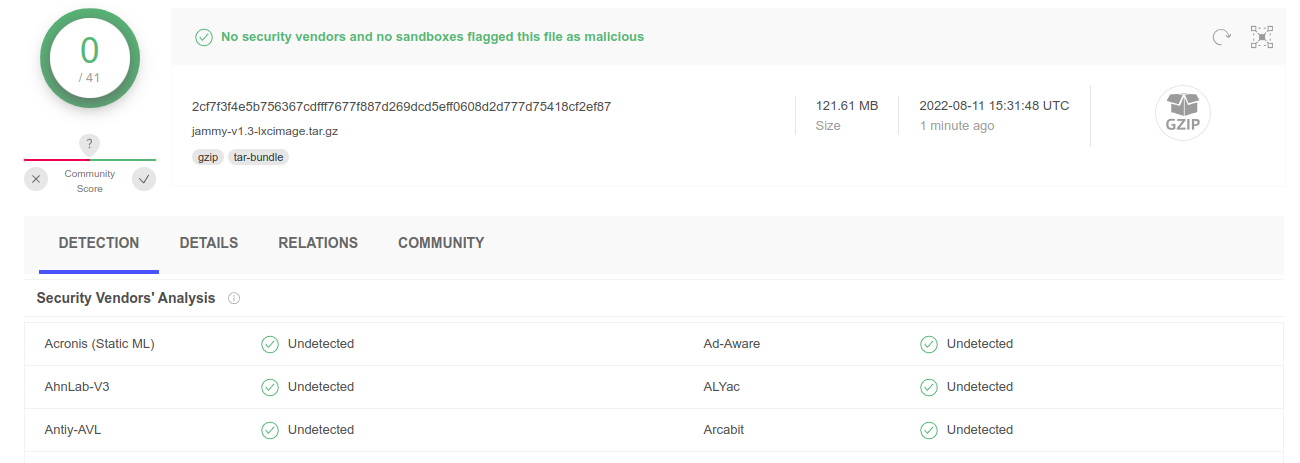 0
/ 41
?
Community
Score
No security vendors and no sandboxes flagged this file as malicious
2cf7f3f4e5b756367cdfff7677f887d269dcd5eff0608d2d777d75418cf2ef87
jammy-v1.3-lxcimage.tar.gz
gzip tar-bundle
121.61 MB
Size
2022-08-11 15:31:48 UTC
1 minute ago
GZIP
DETECTION DETAILS RELATIONS COMMUNITY
Security Vendors' Analysis
Acronis (Static ML) Undetected Ad-Aware Undetected
AhnLab-V3 Undetected ALYac Undetected
Antiy-AVL Undetected Arcabit Undetected